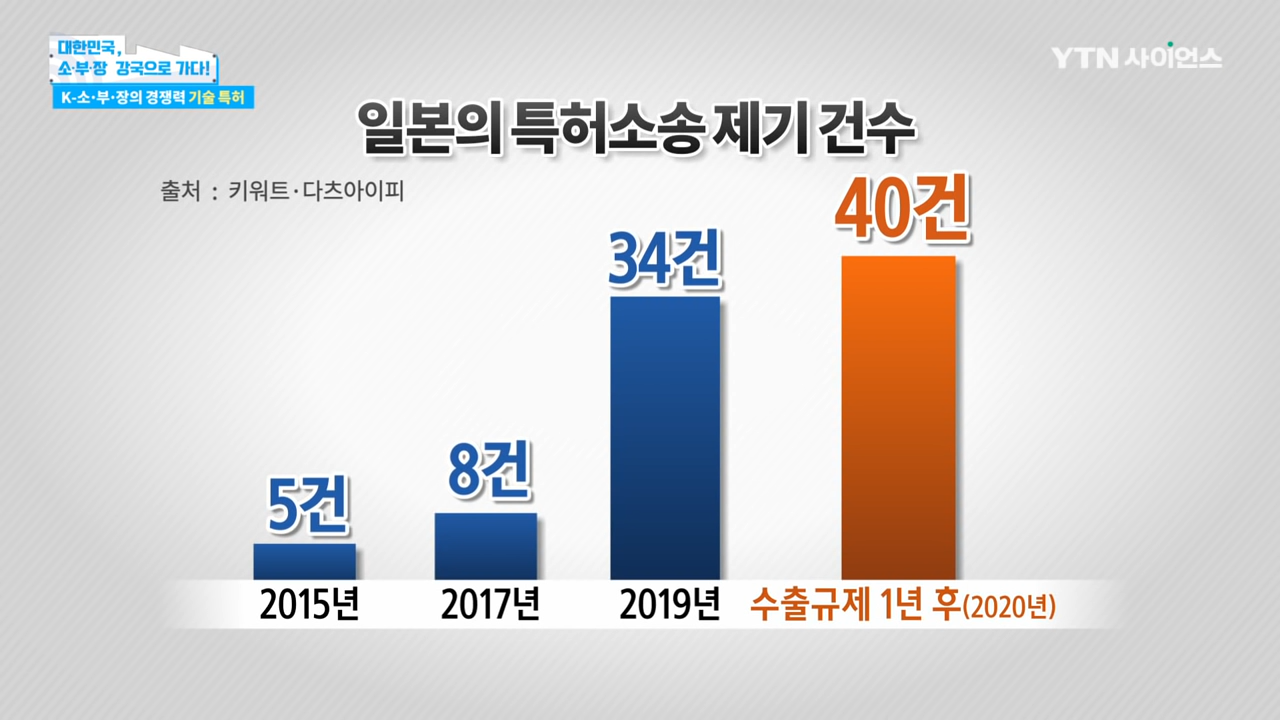 대한민국,
소·부·장 강국으로 가다!
K-소·부·장의 경쟁력 기술 특허
YTN 사이언스
일본의 특허소송 제기 건수
출처 : 키워트·다츠아이피
5건
8건
34건
40건
2015년
2017년
2019년
수출규제 1년 후(2020년)